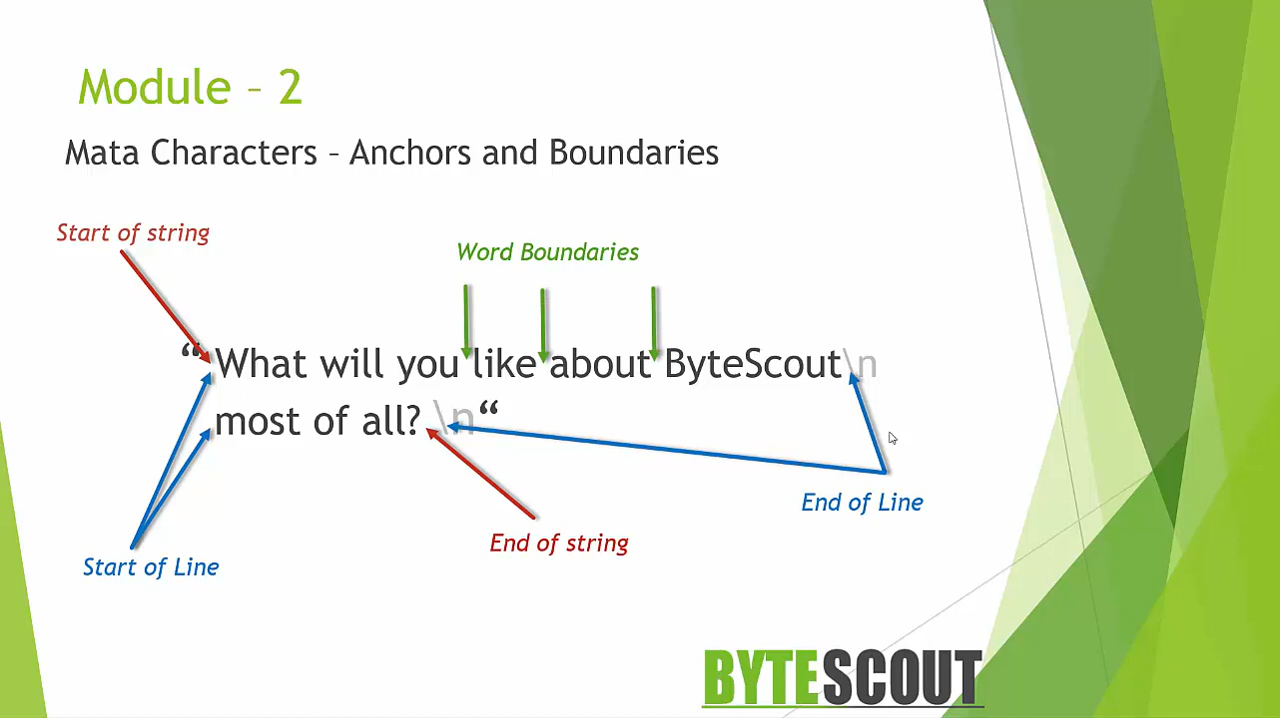 Module – 2
Mata Characters – Anchors and Boundaries
Start of string
Word Boundaries
“What will you like about ByteScout\n
most of all? \n“
End of Line
End of string
Start of Line
BYTESCOUT